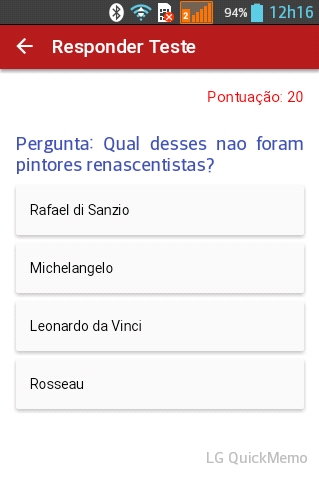 94% 12h16
Responder Teste
Pontuação: 20
Pergunta: Qual desses nao foram
pintores renascentistas?
Rafael di Sanzio
Michelangelo
Leonardo da Vinci
Rosseau
LG QuickMemo